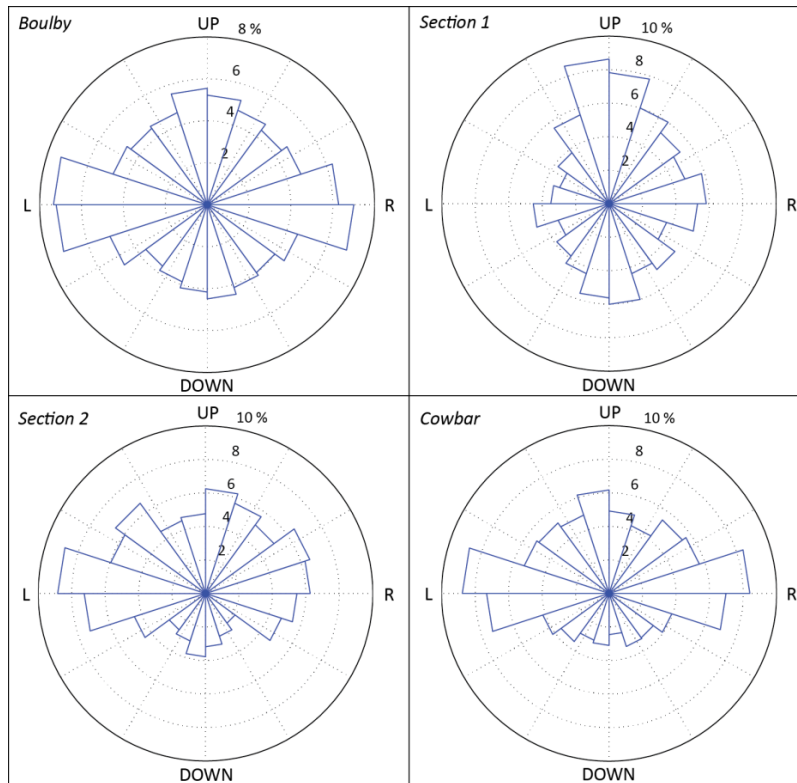 Boulby
UP
8 %
6
4
2
L
R
DOWN
Section 1
UP
10 %
8
6
4
2
L
R
DOWN
Section 2
UP
10 %
8
6
4
2
L
R
DOWN
Cowbar
UP
10 %
8
6
4
2
L
R
DOWN